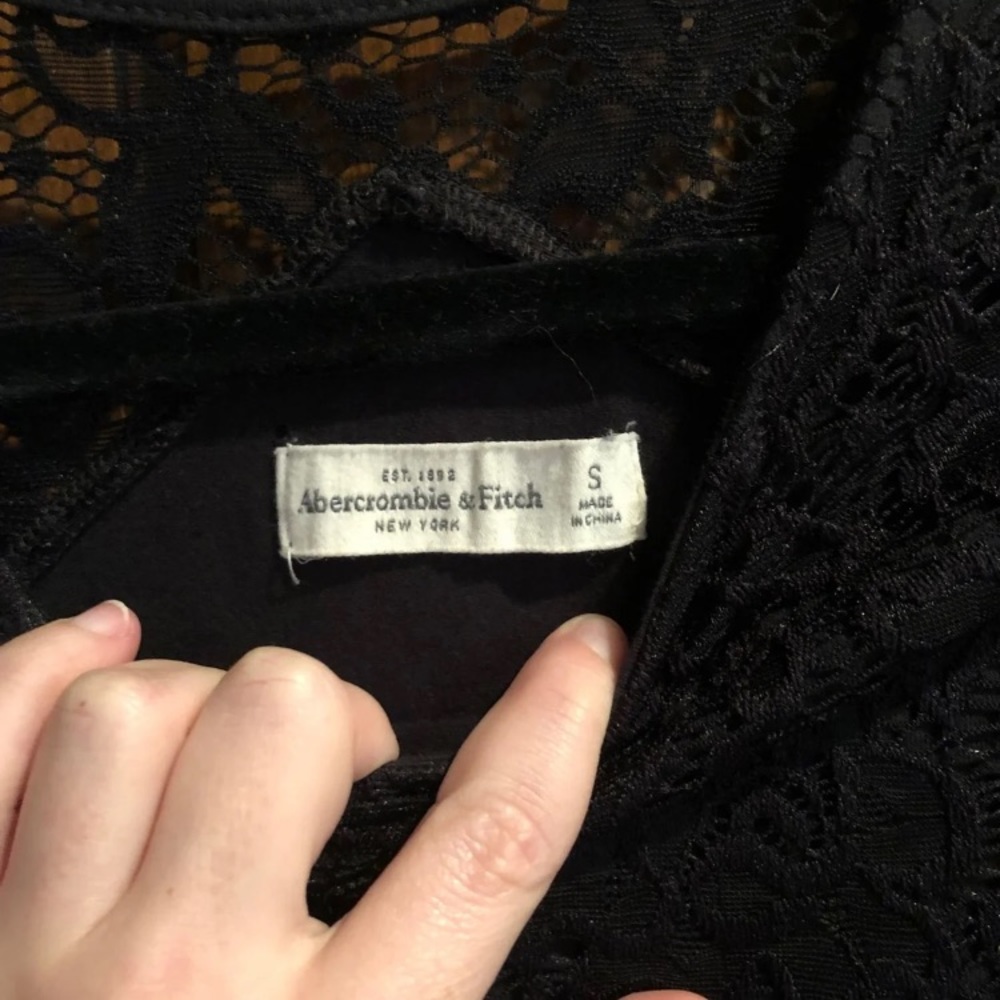 EST. 1892
Abercrombie & Fitch
NEW YORK
S
MADE
IN CHINA